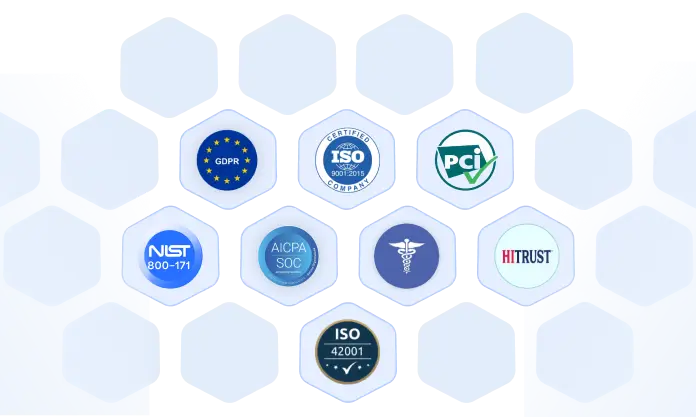 GDPR
CERTIFIED
ISO
9001:2015
COMPANY
PCi
NIST
800-171
AICPA
SOC
HITRUST
ISO
42001